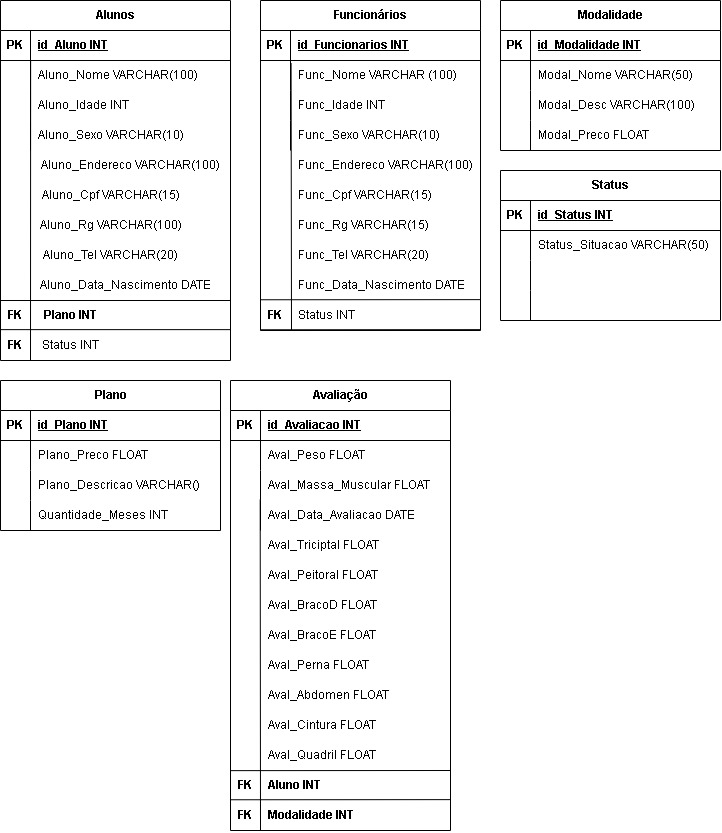 Alunos
PK id_Aluno INT
Aluno_Nome VARCHAR(100)
Aluno_Idade INT
Aluno_Sexo VARCHAR(10)
Aluno_Endereco VARCHAR(100)
Aluno_Cpf VARCHAR(15)
Aluno_Rg VARCHAR(100)
Aluno_Tel VARCHAR(20)
Aluno_Data_Nascimento DATE
FK Plano INT
FK Status INT
Funcionários
PK id_Funcionarios INT
Func_Nome VARCHAR (100)
Func_Idade INT
Func_Sexo VARCHAR(10)
Func_Endereco VARCHAR(100)
Func_Cpf VARCHAR(15)
Func_Rg VARCHAR(15)
Func_Tel VARCHAR(20)
Func_Data_Nascimento DATE
FK Status INT
Modalidade
PK id_Modalidade INT
Modal_Nome VARCHAR(50)
Modal_Desc VARCHAR(100)
Modal_Preco FLOAT
Status
PK id_Status INT
Status_Situacao VARCHAR(50)
Plano
PK id_Plano INT
Plano_Preco FLOAT
Plano_Descricao VARCHAR()
Quantidade_Meses INT
Avaliação
PK id_Avaliacao INT
Aval_Peso FLOAT
Aval_Massa_Muscular FLOAT
Aval_Data_Avaliacao DATE
Aval_Triciptal FLOAT
Aval_Peitoral FLOAT
Aval_BracoD FLOAT
Aval_BracoE FLOAT
Aval_Perna FLOAT
Aval_Abdomen FLOAT
Aval_Cintura FLOAT
Aval_Quadril FLOAT
FK Aluno INT
FK Modalidade INT